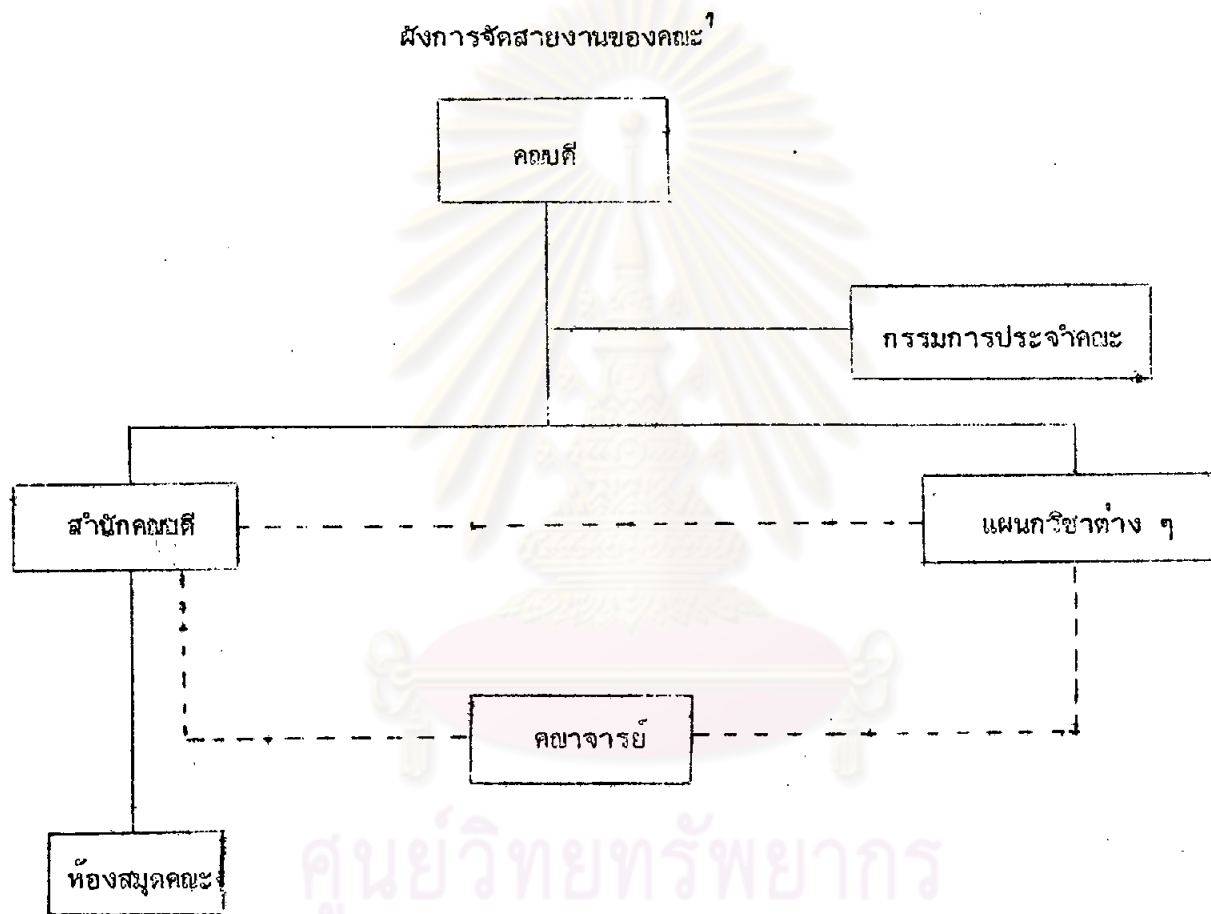 ผังการจัดสายงานของคณะ๑
คณบดี
กรรมการประจำคณะ
สำนักคณบดี
แผนกวิชาต่าง ๆ
คณาจารย์
ห้องสมุดคณะ
ศูนย์วิทยทรัพยากร